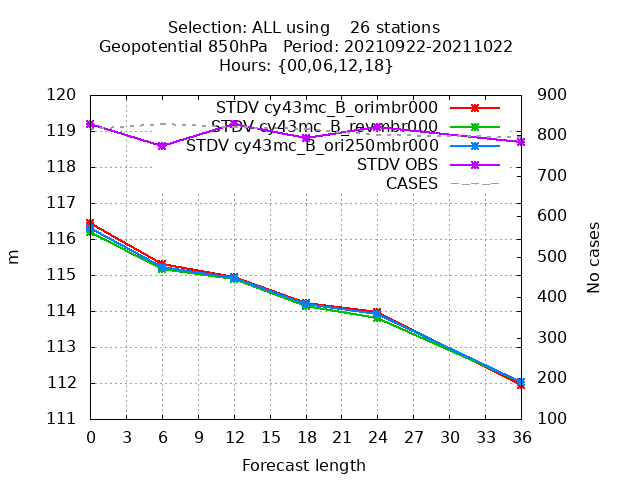 Selection: ALL using    26 stations
Geopotential 850hPa   Period: 20210922-20211022
Hours: {00,06,12,18}
STDV cy43mc_B_orimbr000
STDV cy43mc_B_revmbr000
STDV cy43mc_B_ori250mbr000
STDV OBS
CASES
120
119
118
117
116
115
114
113
112
111
m
900
800
700
600
500
400
300
200
100
No cases
0 3 6 9 12 15 18 21 24 27 30 33 36
Forecast length